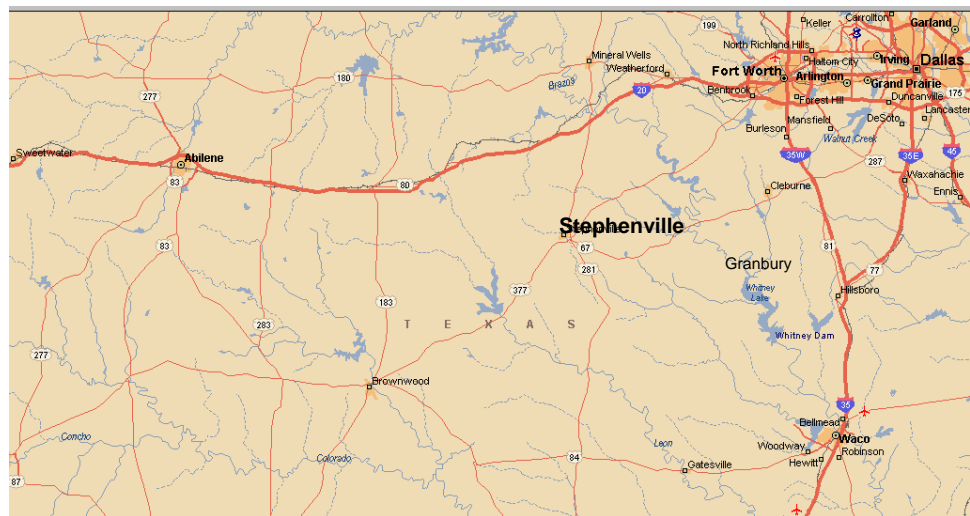 Keller
Carrollton
Garland
199
North Richland Hills
35
Mineral Wells
Haltom City
Irving
Dallas
Weatherford
Fort Worth
Arlington
Grand Prairie
180
Brazos
20
Benbrook
Forest Hill
Duncanville
175
277
Mansfield
DeSoto
Lancaster
Burleson
Walnut Creek
Sweetwater
Abilene
35W
287
35E
45
83
80
Cleburne
Waxahachie
Ennis
Stephenville
Stephenville
83
67
81
281
Granbury
77
377
Whitney
Lake
Hillsboro
183
283
TEXAS
Whitney Dam
277
Brownwood
35
Bellmead
Concho
Waco
Leon
Woodway
Robinson
Colorado
84
Gatesville
Hewitt
87